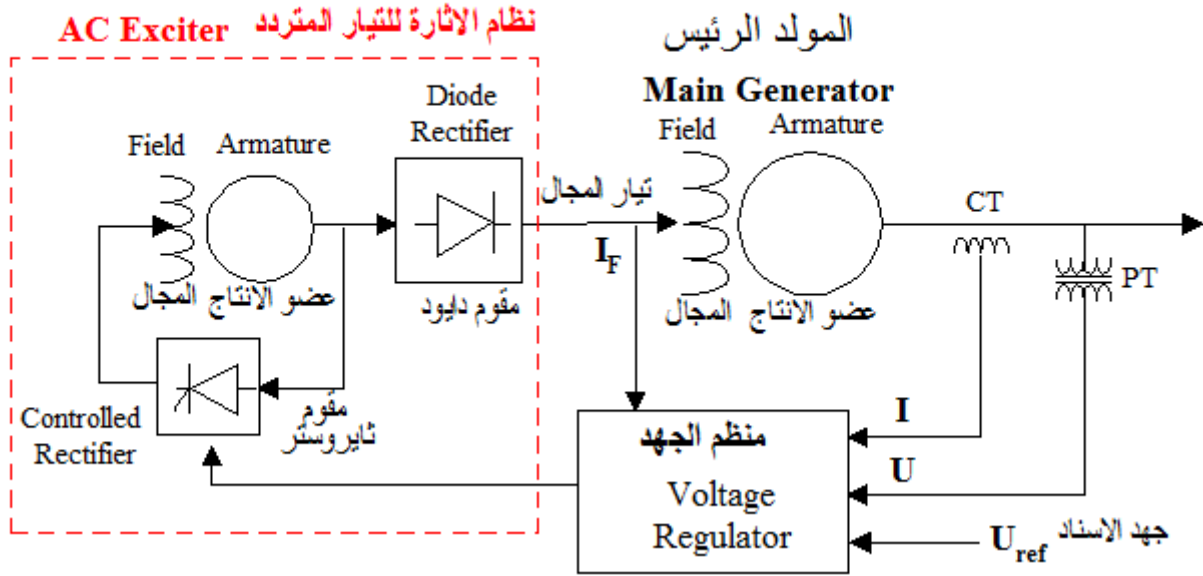 AC Exciter نظام الاثارة للتيار المتردد
المولد الرئيس
Main Generator
Diode
Rectifier
Field
Armature
Field
Armature
تيار المجال
I_F
CT
PT
المجال
عضو الانتاج
مقوم دايود
المجال
عضو الانتاج
Controlled
Rectifier
مقوم
ثايروستر
منظم الجهد
Voltage
Regulator
I
U
U_ref جهد الاسناد